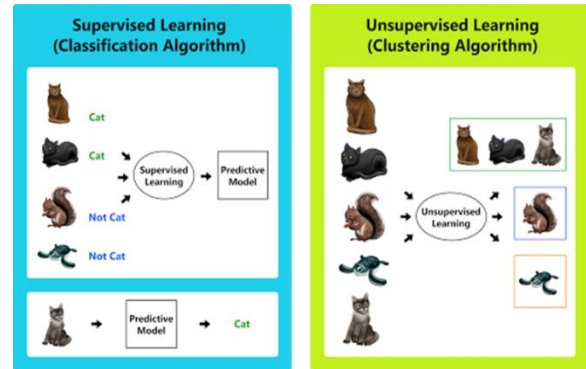 Supervised Learning
(Classification Algorithm)
Cat
Cat
Supervised
Learning
Predictive
Model
Not Cat
Not Cat
Predictive
Model
Cat
Unsupervised Learning
(Clustering Algorithm)
Unsupervised
Learning